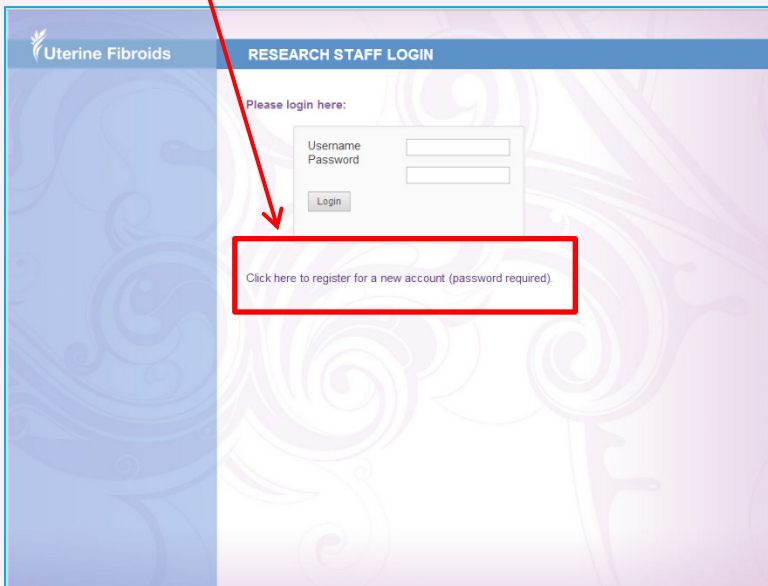 Uterine Fibroids
RESEARCH STAFF LOGIN
Please login here:
Username
Password
Login
Click here to register for a new account (password required).